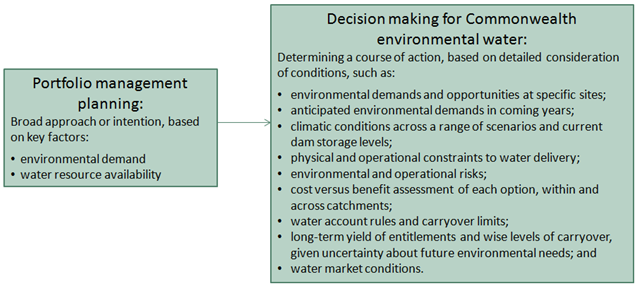 Portfolio management
planning:
Broad approach or intention, based
on key factors:
• environmental demand
• water resource availability
Decision making for Commonwealth
environmental water:
Determining a course of action, based on detailed consideration
of conditions, such as:
• environmental demands and opportunities at specific sites;
• anticipated environmental demands in coming years;
• climatic conditions across a range of scenarios and current
dam storage levels;
• physical and operational constraints to water delivery;
• environmental and operational risks;
• cost versus benefit assessment of each option, within and
across catchments;
• water account rules and carryover limits;
• long-term yield of entitlements and wise levels of carryover,
given uncertainty about future environmental needs; and
• water market conditions.